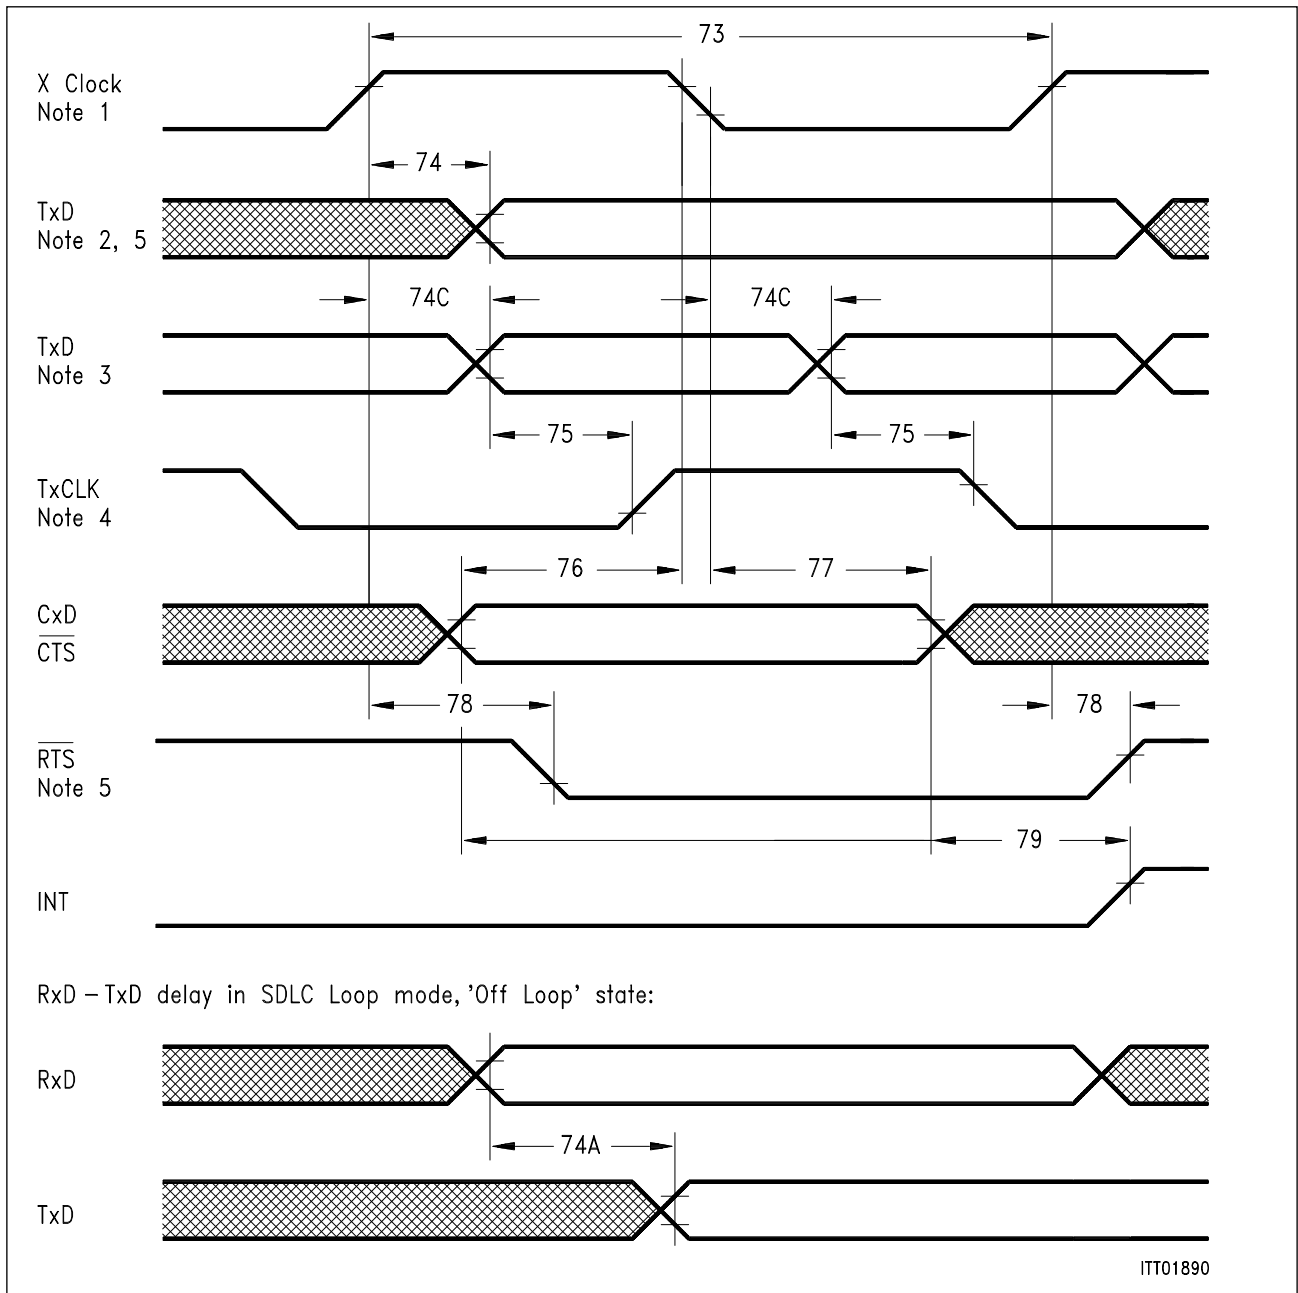 73
X Clock
Note 1
74
TxD
Note 2, 5
74C 74C
TxD
Note 3
75 75
TxCLK
Note 4
76 77
CxD
CTS
78 78
RTS
Note 5
79
INT
RxD – TxD delay in SDLC Loop mode, 'Off Loop' state:
RxD
74A
TxD
ITT01890